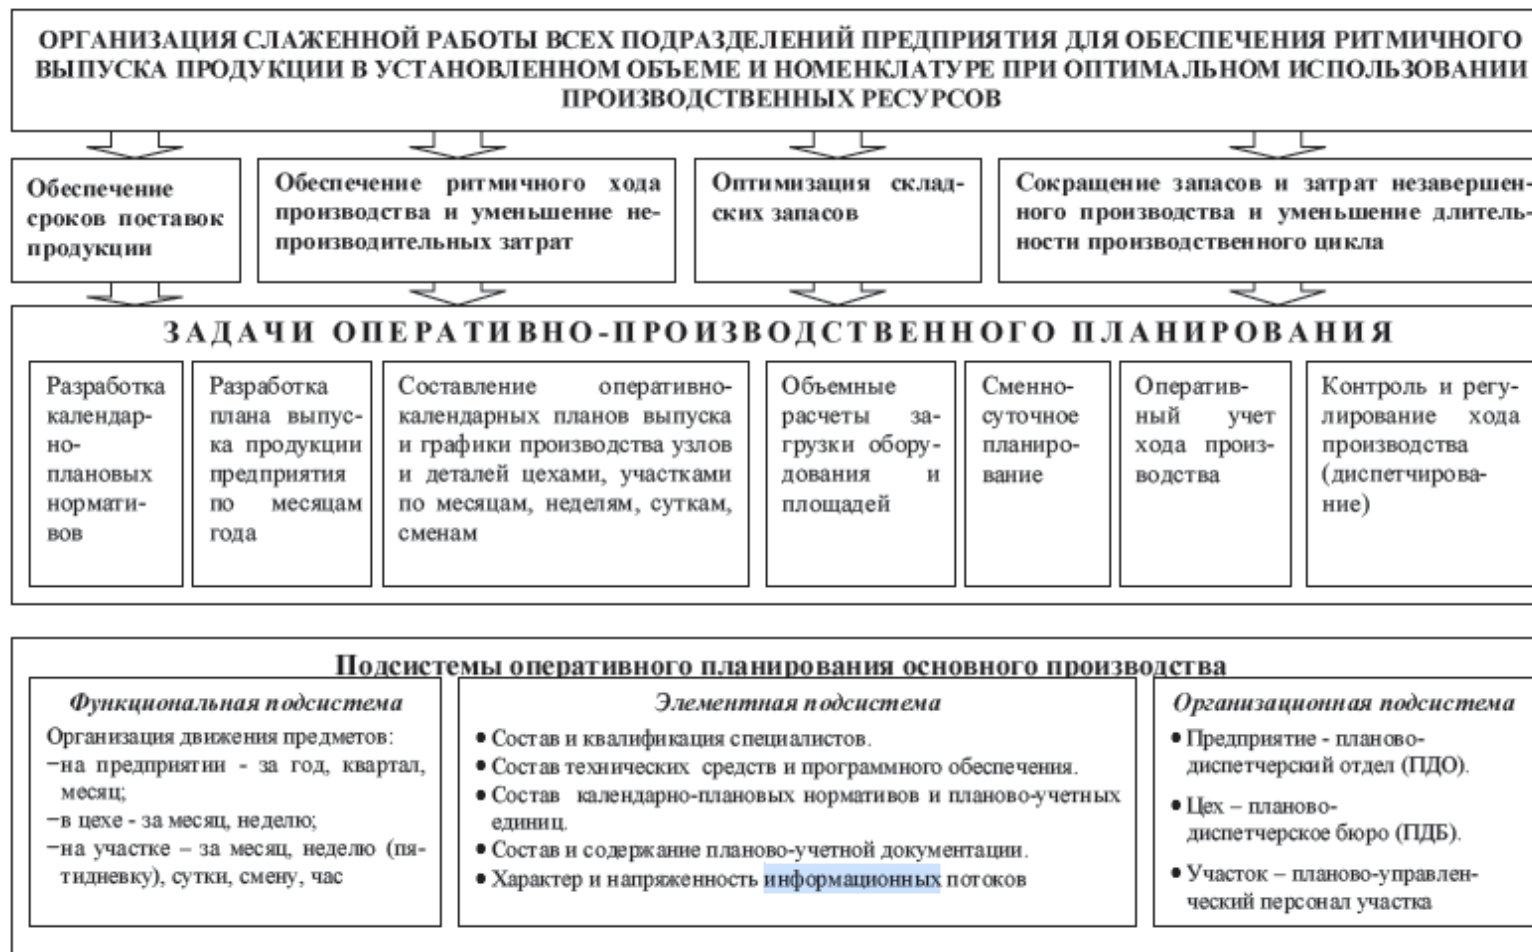 ОРГАНИЗАЦИЯ СЛАЖЕННОЙ РАБОТЫ ВСЕХ ПОДРАЗДЕЛЕНИЙ ПРЕДПРИЯТИЯ ДЛЯ ОБЕСПЕЧЕНИЯ РИТМИЧНОГО
ВЫПУСКА ПРОДУКЦИИ В УСТАНОВЛЕННОМ ОБЪЕМЕ И НОМЕНКЛАТУРЕ ПРИ ОПТИМАЛЬНОМ ИСПОЛЬЗОВАНИИ
ПРОИЗВОДСТВЕННЫХ РЕСУРСОВ
Обеспечение
сроков поставок
продукции
Обеспечение ритмичного хода
производства и уменьшение не-
производительных затрат
Оптимизация склад-
ских запасов
Сокращение запасов и затрат незавершен-
ного производства и уменьшение длитель-
ности производственного цикла
ЗАДАЧИ ОПЕРАТИВНО-ПРОИЗВОДСТВЕННОГО ПЛАНИРОВАНИЯ
Разработка
календар-
но-
плановых
нормати-
вов
Разработка
плана выпус-
ка продукции
предприятия
по месяцам
года
Составление оперативно-
календарных планов выпуска
и графики производства узлов
и деталей цехами, участками
по месяцам, неделям, суткам,
сменам
Объемные
расчеты за-
грузки обору-
дования и
площадей
Сменно-
суточное
планиро-
вание
Оператив-
ный учет
хода произ-
водства
Контроль и регу-
лирование хода
производства
(диспетчирова-
ние)
Подсистемы оперативного планирования основного производства
Функциональная подсистема
Организация движения предметов:
−на предприятии - за год, квартал,
месяц;
−в цехе - за месяц, неделю;
−на участке – за месяц, неделю (пя-
тидневку), сутки, смену, час
Элементная подсистема
● Состав и квалификация специалистов.
● Состав технических средств и программного обеспечения.
● Состав календарно-плановых нормативов и планово-учетных
единиц.
● Состав и содержание планово-учетной документации.
● Характер и напряженность информационных потоков
Организационная подсистема
● Предприятие - планово-
диспетчерский отдел (ПДО).
● Цех – планово-
диспетчерское бюро (ПДБ).
● Участок – планово-управлен-
ческий персонал участка